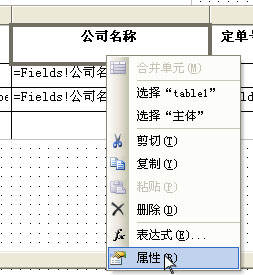 公司名称
定单号
=Fields!公司名
=Fields!公司名
合并单元(M)
选择“table1”
选择“主体”
剪切(T)
复制(Y)
粘贴(P)
删除(D)
表达式(E)...
属性(R)